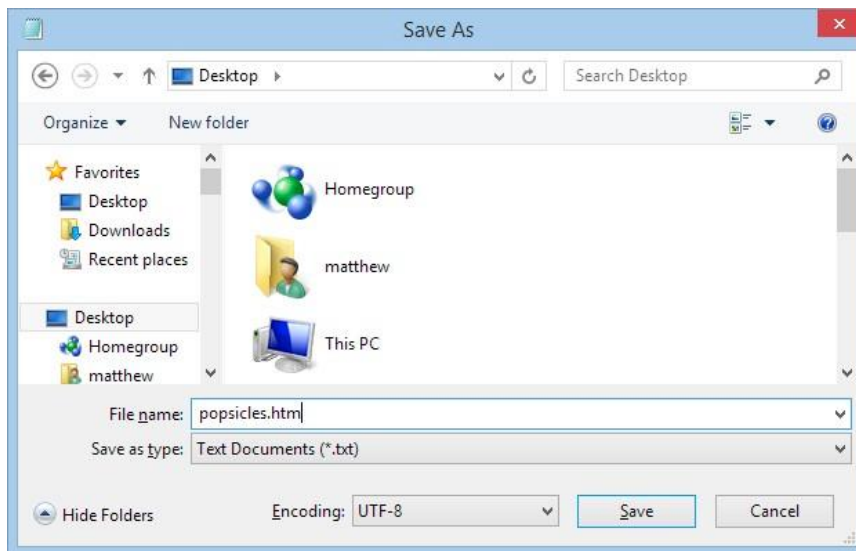 Save As
Desktop
Search Desktop
Organize
New folder
Favorites
Desktop
Downloads
Recent places
Desktop
Homegroup
matthew
Homegroup
matthew
This PC
File name: popsicles.htm
Save as type: Text Documents (*.txt)
Hide Folders
Encoding: UTF-8
Save
Cancel